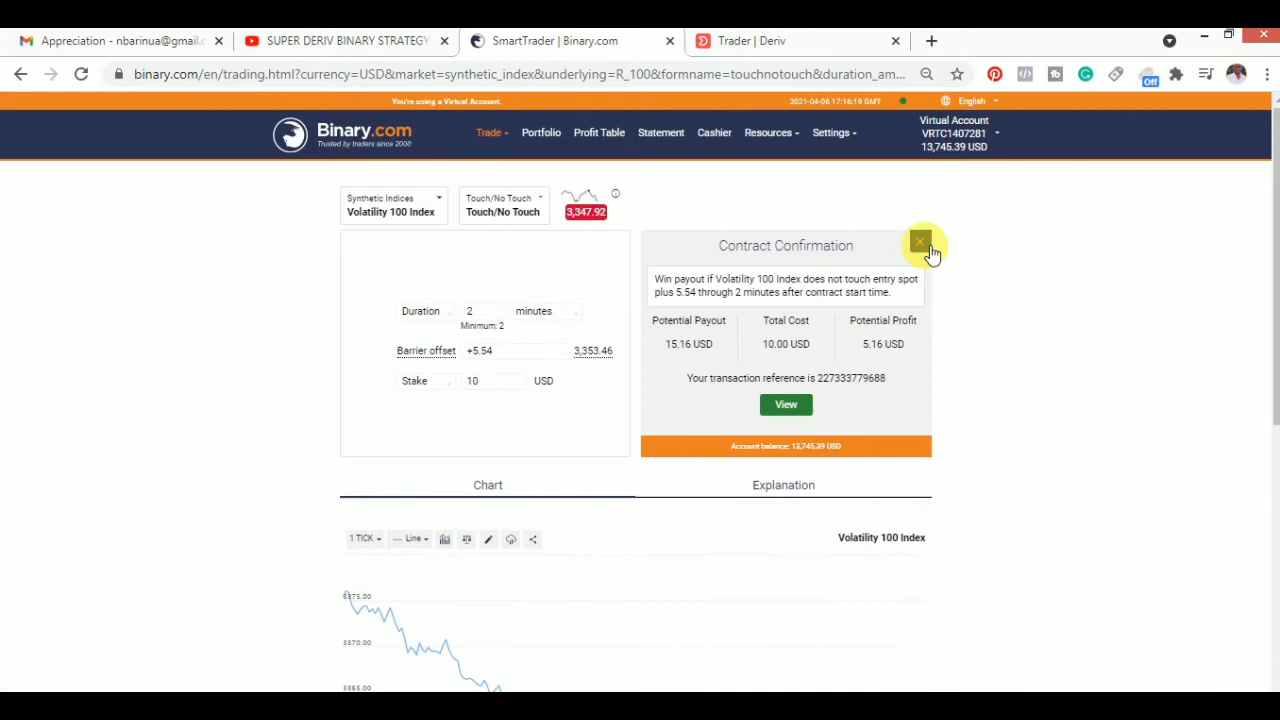 Appreciation - nbarinua@gmail.c
SUPER DERIV BINARY STRATEGY
SmartTrader | Binary.com
Trader | Deriv
binary.com/en/trading.html?currency=USD&market=synthetic_index&underlying=R_100&formname=touchnotouch&duration_am...
Off
You're using a Virtual Account.
2021-04-06 17:16:19 GMT
English
Binary.com
Trusted by traders since 2000
Trade
Portfolio
Profit Table
Statement
Cashier
Resources
Settings
Virtual Account
VRTC1407281
13,745.39 USD
Synthetic Indices
Volatility 100 Index
Touch/No Touch
Touch/No Touch
3,347.92
Duration 2 minutes
Minimum: 2
Barrier offset +5.54 3,353.46
Stake 10 USD
Contract Confirmation
Win payout if Volatility 100 Index does not touch entry spot
plus 5.54 through 2 minutes after contract start time.
Potential Payout Total Cost Potential Profit
15.16 USD 10.00 USD 5.16 USD
Your transaction reference is 227333779688
View
Account balance: 13,745.39 USD
Chart Explanation
1 TICK Line Volatility 100 Index
3370.00